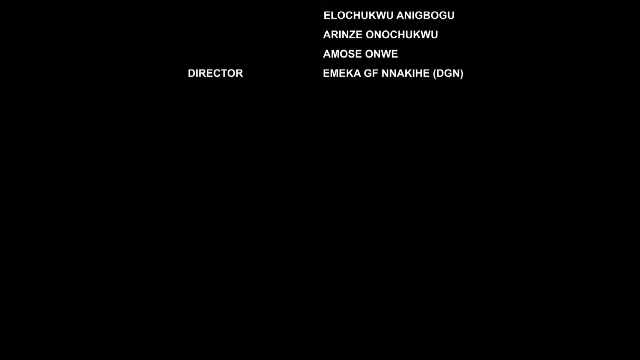 ELOCHUKWU ANIGBOGU
ARINZE ONOCHUKWU
AMOSE ONWE
DIRECTOR EMEKA GF NNAKIHE (DGN)